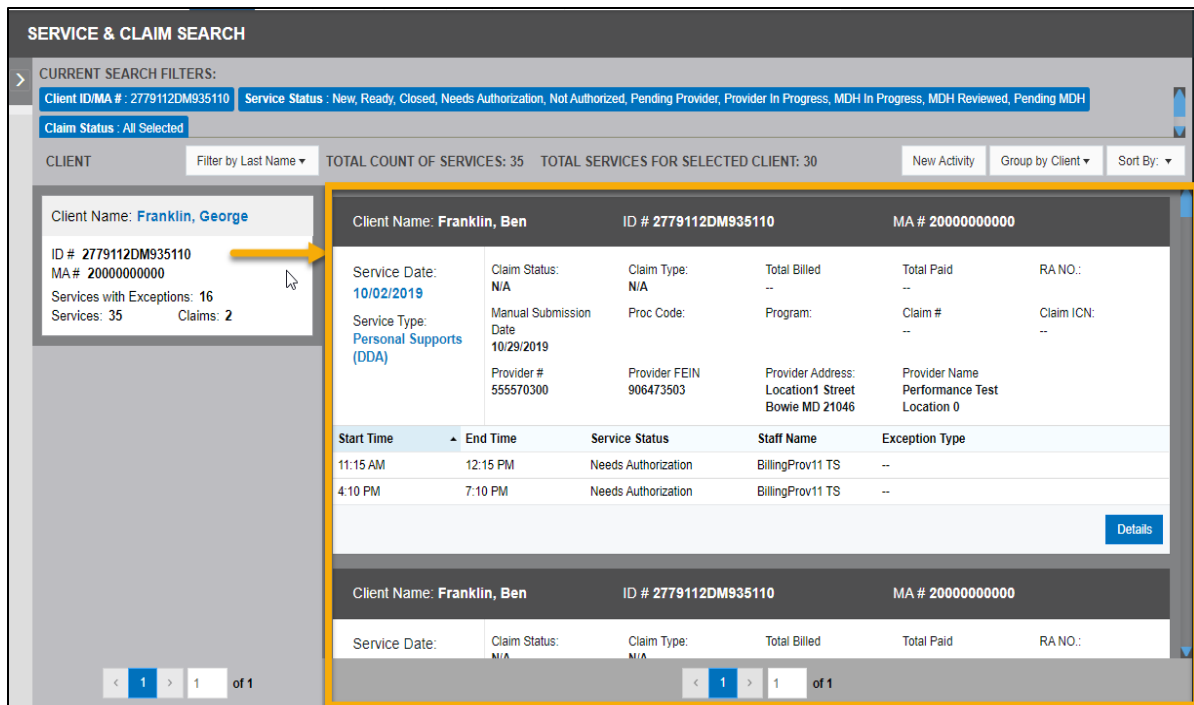 SERVICE & CLAIM SEARCH
CURRENT SEARCH FILTERS:
Client ID/MA # : 2779112DM935110 Service Status : New, Ready, Closed, Needs Authorization, Not Authorized, Pending Provider, Provider In Progress, MDH In Progress, MDH Reviewed, Pending MDH
Claim Status : All Selected
CLIENT Filter by Last Name TOTAL COUNT OF SERVICES: 35 TOTAL SERVICES FOR SELECTED CLIENT: 30 New Activity Group by Client Sort By:
Client Name: Franklin, George
ID # 2779112DM935110
MA # 20000000000
Services with Exceptions: 16
Services: 35 Claims: 2
Client Name: Franklin, Ben ID # 2779112DM935110 MA # 20000000000
Service Date:
10/02/2019
Service Type:
Personal Supports
(DDA)
Claim Status: Claim Type: Total Billed Total Paid RA NO.:
N/A N/A -- --
Manual Submission Proc Code: Program: Claim # Claim ICN:
Date -- --
10/29/2019
Provider # Provider FEIN Provider Address: Provider Name
555570300 906473503 Location1 Street Performance Test
Bowie MD 21046 Location 0
Start Time End Time Service Status Staff Name Exception Type
11:15 AM 12:15 PM Needs Authorization BillingProv11 TS --
4:10 PM 7:10 PM Needs Authorization BillingProv11 TS --
Details
Client Name: Franklin, Ben ID # 2779112DM935110 MA # 20000000000
Service Date: Claim Status: Claim Type: Total Billed Total Paid RA NO.:
N/A N/A
< 1 > 1 of 1
< 1 > 1 of 1